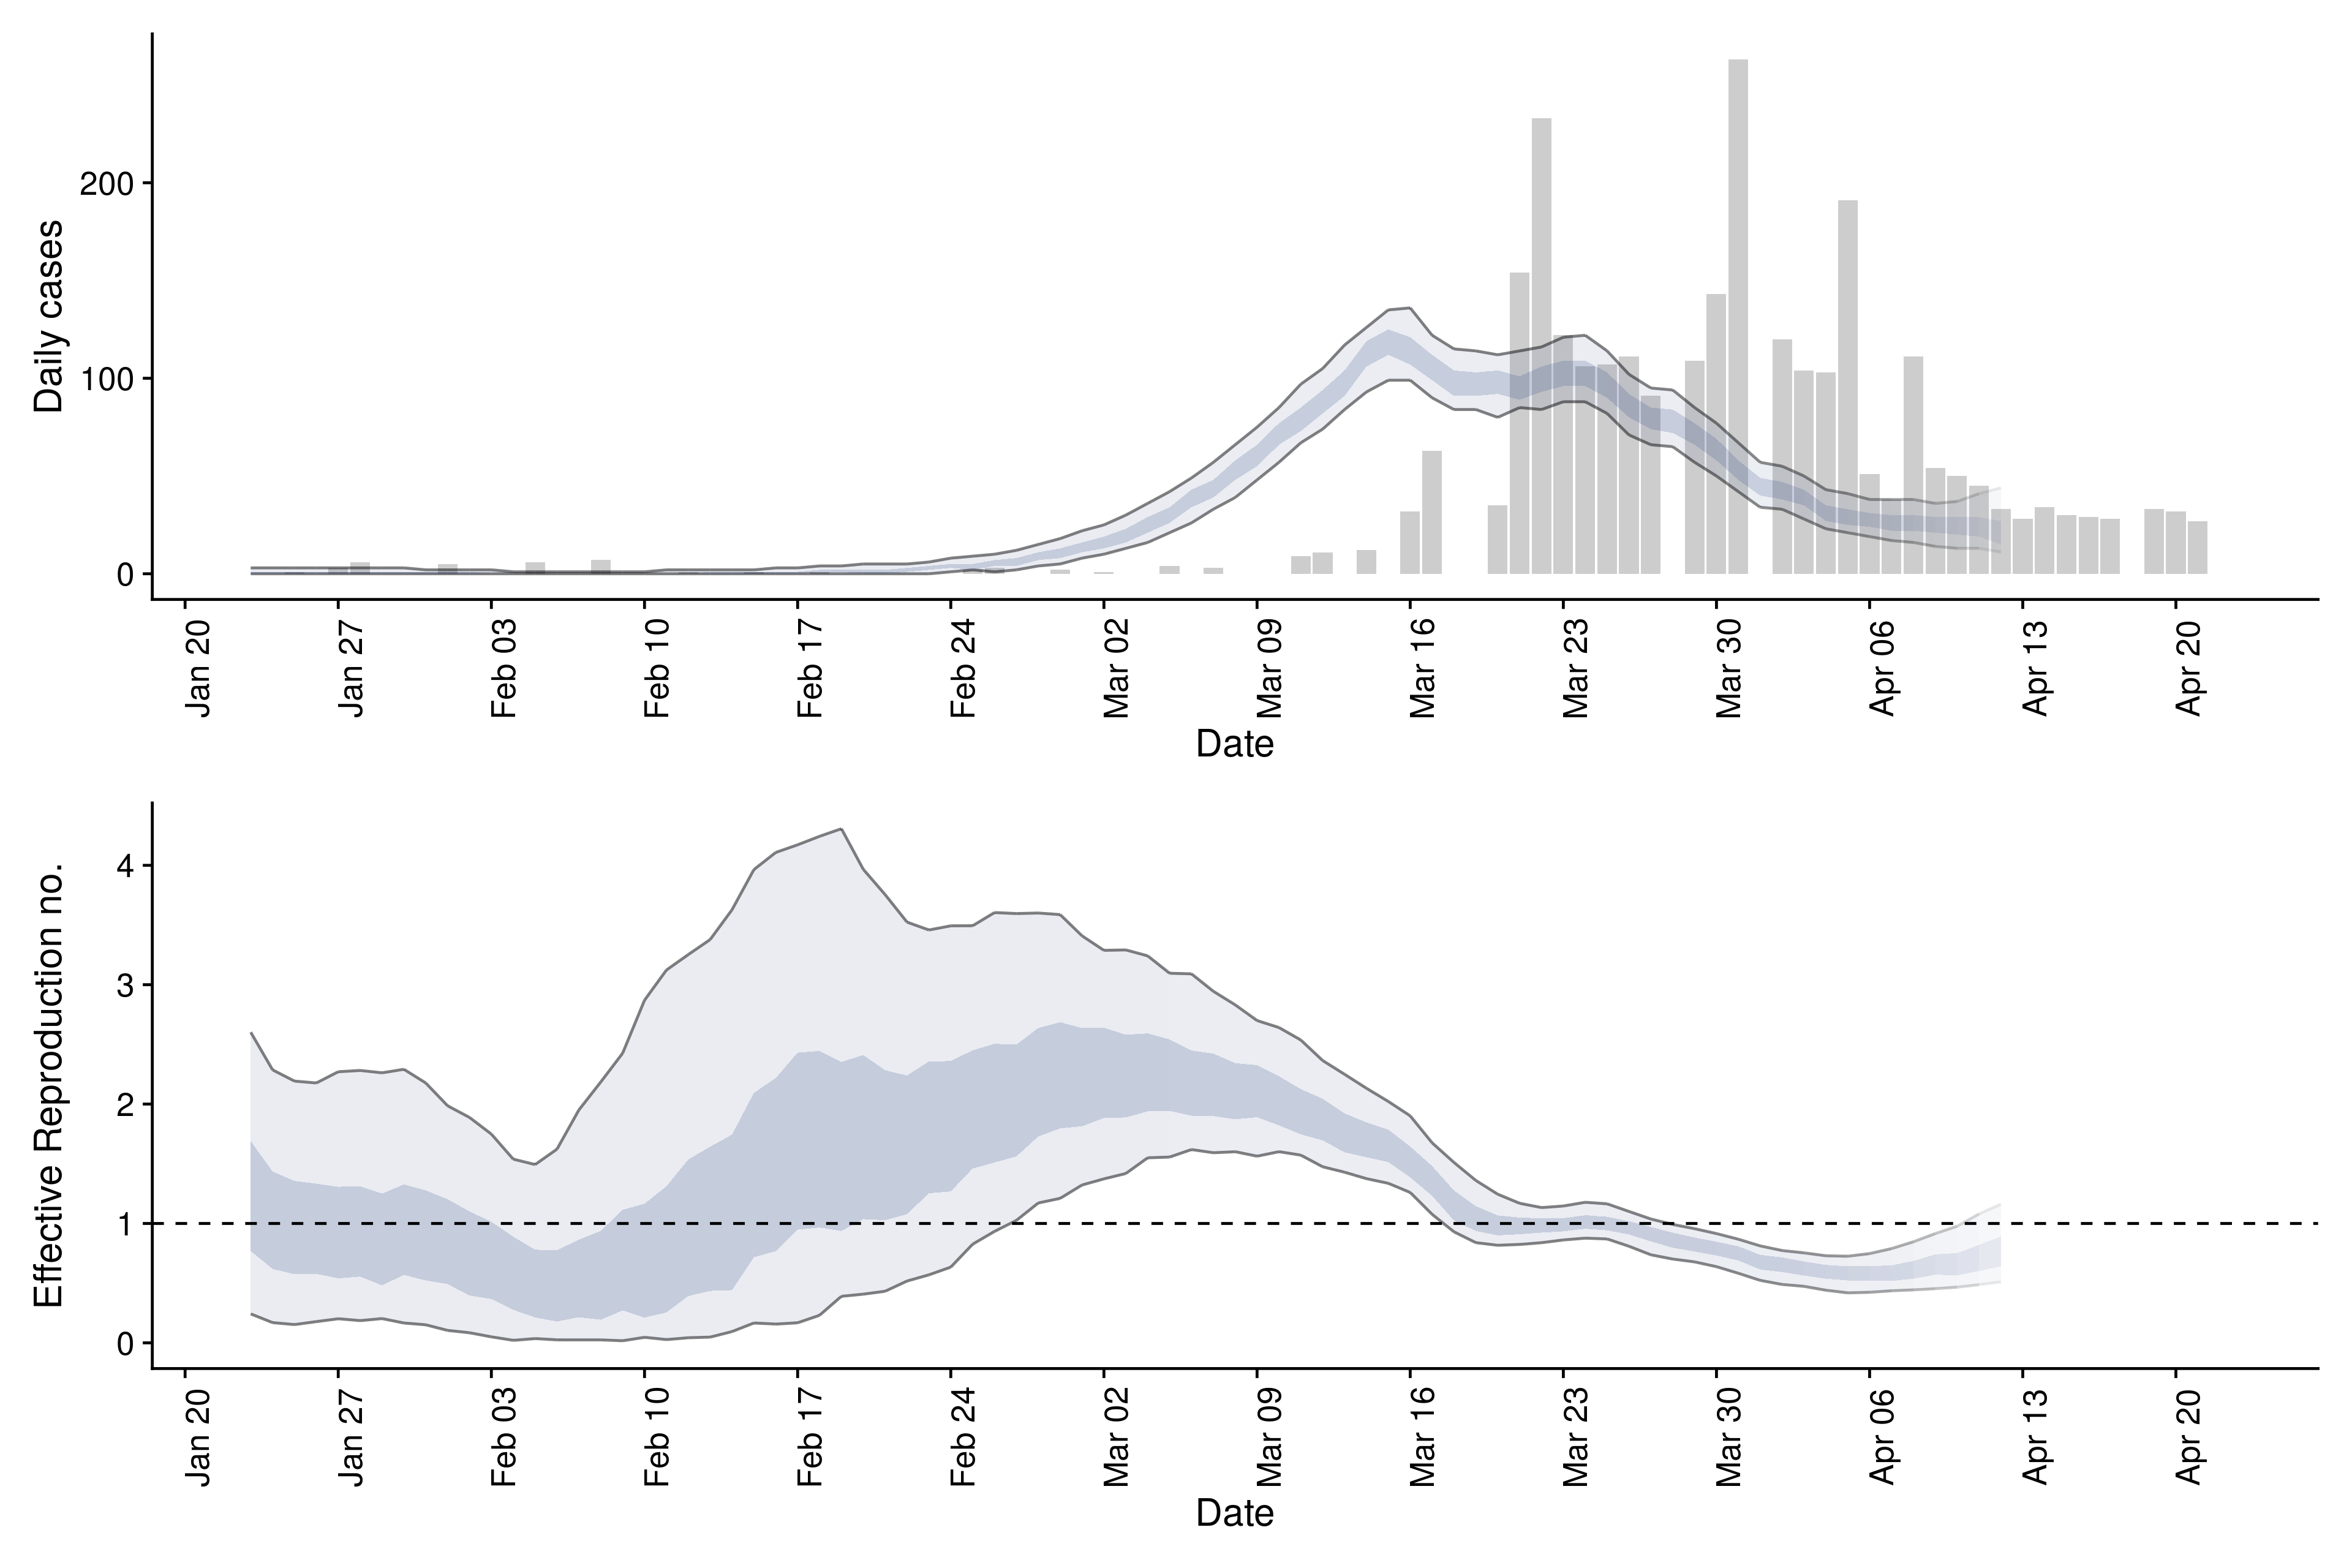 Daily cases
200
100
0
Jan 20
Jan 27
Feb 03
Feb 10
Feb 17
Feb 24
Mar 02
Mar 09
Mar 16
Mar 23
Mar 30
Apr 06
Apr 13
Apr 20
Date
Effective Reproduction no.
4
3
2
1
0
Jan 20
Jan 27
Feb 03
Feb 10
Feb 17
Feb 24
Mar 02
Mar 09
Mar 16
Mar 23
Mar 30
Apr 06
Apr 13
Apr 20
Date